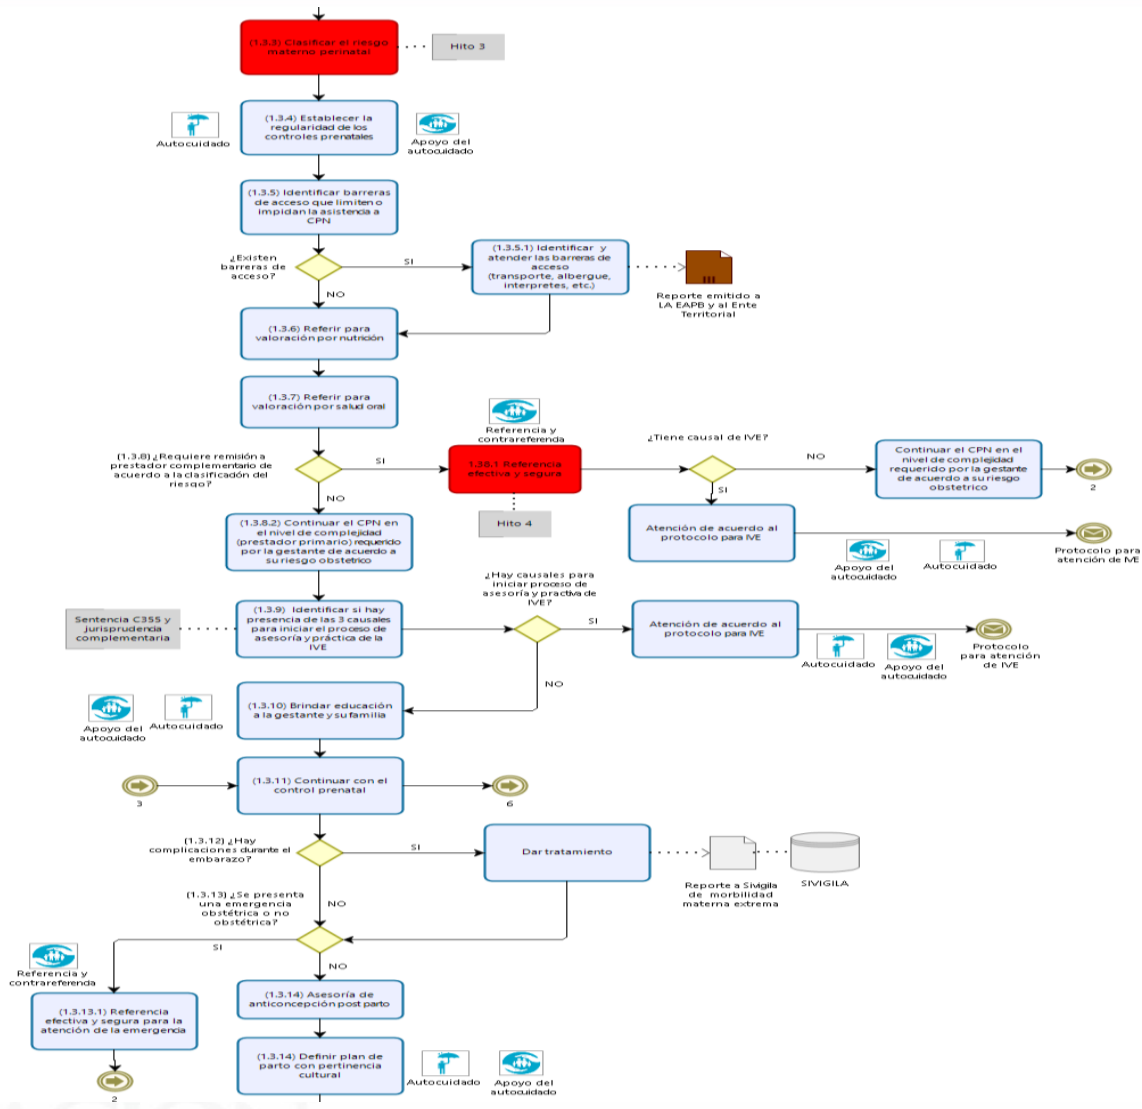 (1.3.3) Clasificar el riesgo
materno perinatal
Hito 3
(1.3.4) Establecer la
regularidad de los
controles prenatales
Autocuidado
Apoyo del
autocuidado
(1.3.5) Identificar barreras
de acceso que limiten o
impidan la asistencia a
CPN
¿Existen
barreras de
acceso?
SI
NO
(1.3.5.1) Identificar y
atender las barreras de
acceso
(transporte, albergue,
interpretes, etc.)
Reporte emitido a
LA EAPB y al Ente
Territorial
(1.3.6) Referir para
valoración por nutrición
(1.3.7) Referir para
valoración por salud oral
(1.3.8) ¿Requiere remisión a
prestador complementario de
acuerdo a la clasificación del
riesgo?
SI
NO
Referencia y
contrareferenda
1.38.1 Referencia
efectiva y segura
Hito 4
¿Tiene causal de IVE?
NO
SI
Continuar el CPN en el
nivel de complejidad
requerido por la gestante
de acuerdo a su riesgo
obstetrico
2
Atención de acuerdo al
protocolo para IVE
Apoyo del
autocuidado
Autocuidado
Protocolo para
atención de IVE
(1.3.8.2) Continuar el CPN en
el nivel de complejidad
(prestador primario) requerido
por la gestante de acuerdo a
su riesgo obstetrico
¿Hay causales para
iniciar proceso de
asesoría y practiva de
IVE?
Sentencia C355 y
jurisprudencia
complementaria
(1.3.9) Identificar si hay
presencia de las 3 causales
para iniciar el proceso de
asesoría y práctica de la
IVE
SI
NO
Atención de acuerdo al
protocolo para IVE
Autocuidado
Apoyo del
autocuidado
Protocolo
para atención
de IVE
Apoyo del
autocuidado
Autocuidado
(1.3.10) Brindar educación
a la gestante y su familia
3
(1.3.11) Continuar con el
control prenatal
6
(1.3.12) ¿Hay
complicaciones durante el
embarazo?
SI
NO
Dar tratamiento
Reporte a Sivigila
de morbilidad
materna extrema
SIVIGILA
(1.3.13) ¿Se presenta
una emergencia
obstétrica o no
obstétrica?
SI
NO
Referencia y
contrareferenda
(1.3.13.1) Referencia
efectiva y segura para la
atención de la emergencia
2
(1.3.14) Asesoría de
anticoncepción post parto
(1.3.14) Definir plan de
parto con pertinencia
cultural
Autocuidado
Apoyo del
autocuidado